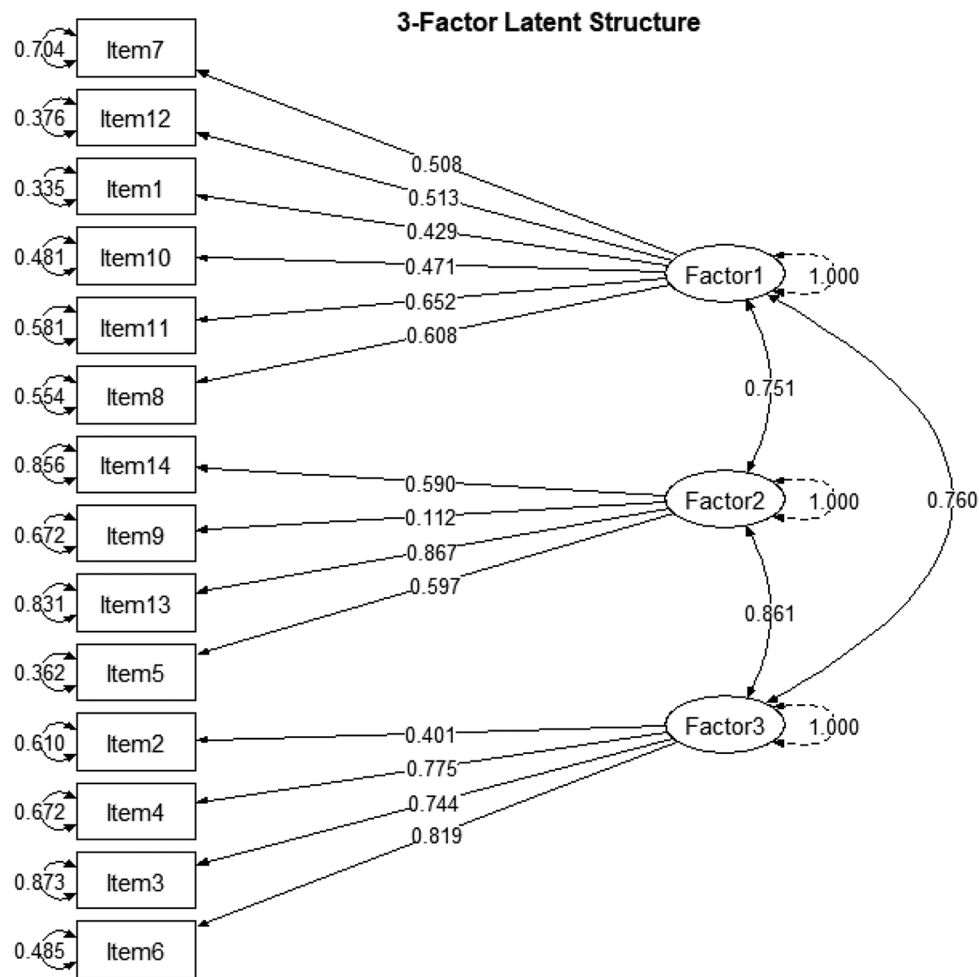 3-Factor Latent Structure
0.704 Item7
0.376 Item12
0.335 Item1
0.481 Item10
0.581 Item11
0.554 Item8
0.856 Item14
0.672 Item9
0.831 Item13
0.362 Item5
0.610 Item2
0.672 Item4
0.873 Item3
0.485 Item6
0.508
0.513
0.429
0.471
0.652
0.608
0.590
0.112
0.867
0.597
0.401
0.775
0.744
0.819
Factor1 1.000
0.751
Factor2 1.000
0.760
0.861
Factor3 1.000